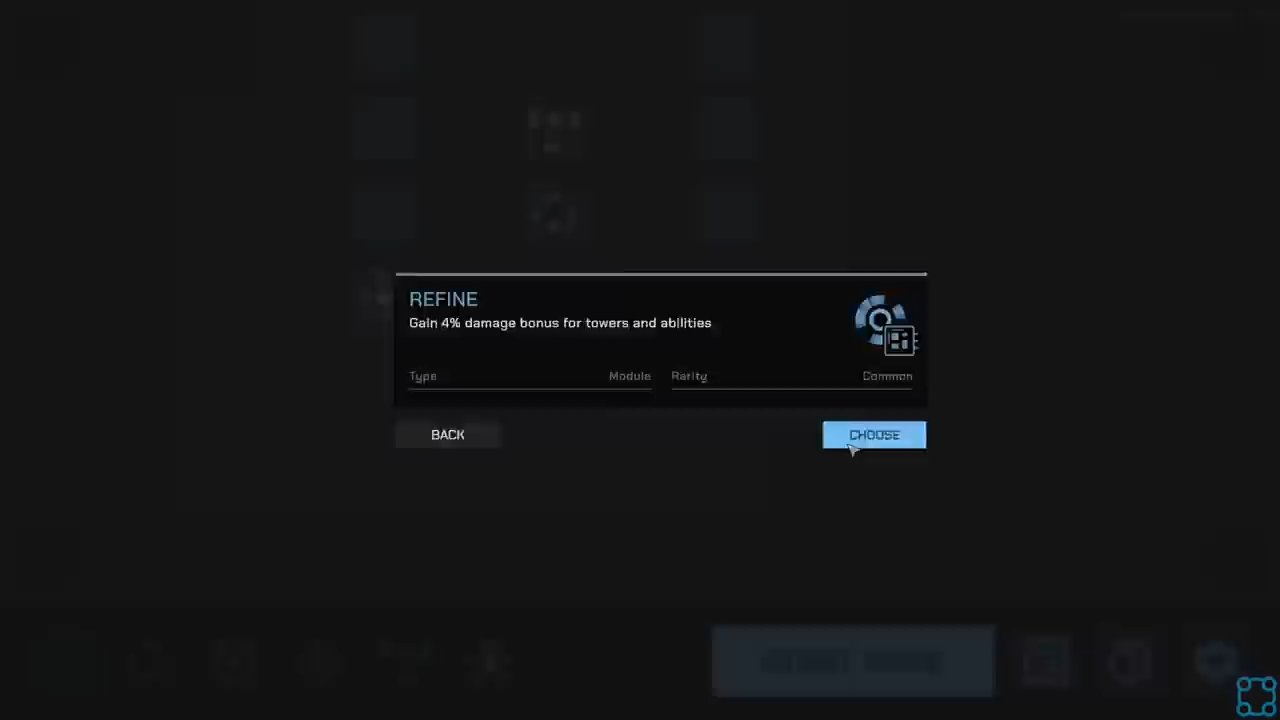 REFINE
Gain 4% damage bonus for towers and abilities
Type Module Rarity Common
BACK CHOOSE